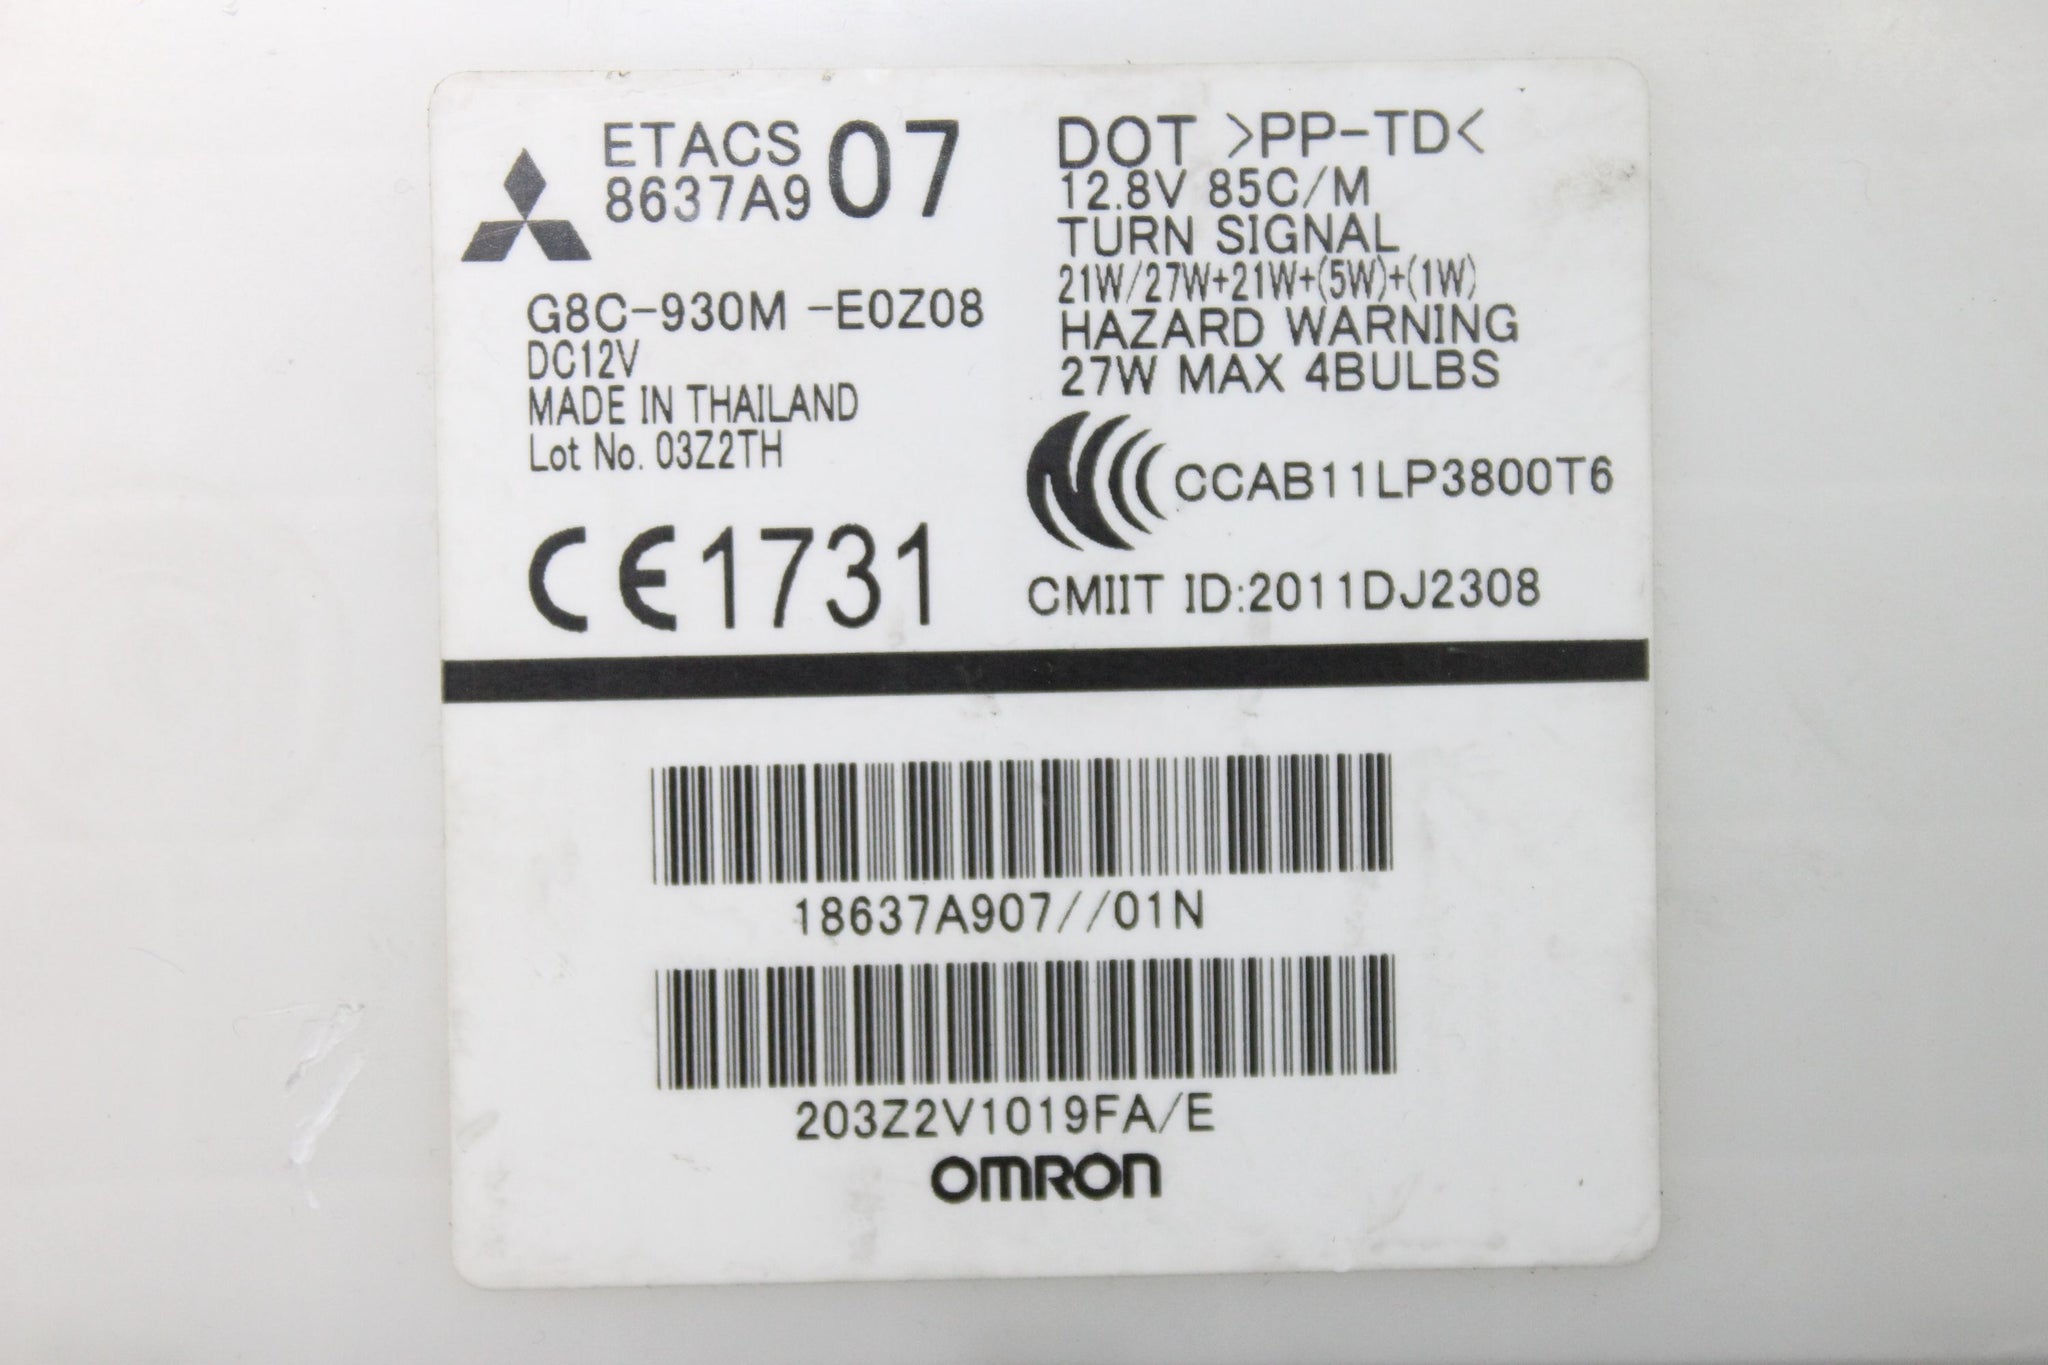 ETACS
8637A907
G8C-930M -E0Z08
DC12V
MADE IN THAILAND
Lot No. 03Z2TH
CE1731
DOT >PP-TD<
12.8V 85C/M
TURN SIGNAL
21W/27W+21W+(5W)+(1W)
HAZARD WARNING
27W MAX 4BULBS
CCAB11LP3800T6
CMIIT ID:2011DJ2308
18637A907//01N
203Z2V1019FA/E
OMRON